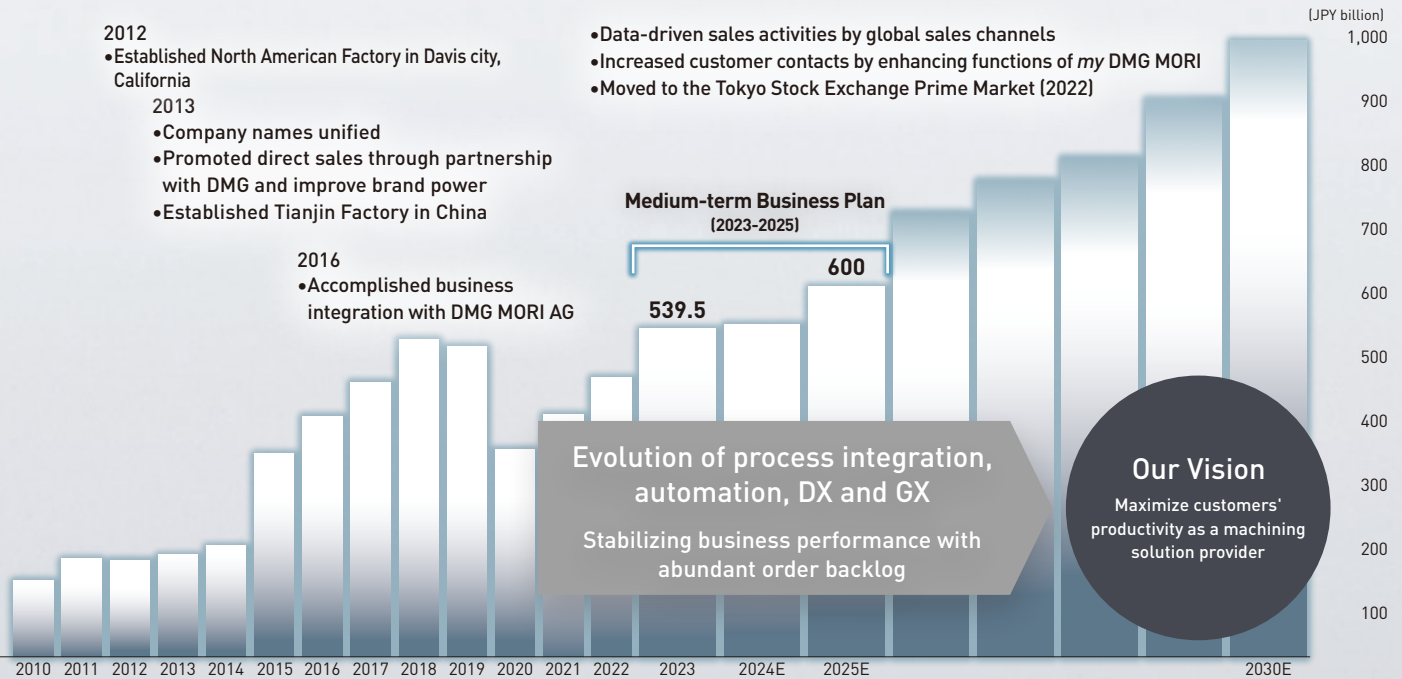 2012
•Established North American Factory in Davis city,
California
2013
•Company names unified
•Promoted direct sales through partnership
with DMG and improve brand power
•Established Tianjin Factory in China
2016
•Accomplished business
integration with DMG MORI AG
•Data-driven sales activities by global sales channels
•Increased customer contacts by enhancing functions of my DMG MORI
•Moved to the Tokyo Stock Exchange Prime Market (2022)
Medium-term Business Plan
(2023-2025)
539.5
600
Evolution of process integration,
automation, DX and GX
Stabilizing business performance with
abundant order backlog
Our Vision
Maximize customers'
productivity as a machining
solution provider
(JPY billion)
1,000
900
800
700
600
500
400
300
200
100
2010 2011 2012 2013 2014 2015 2016 2017 2018 2019 2020 2021 2022 2023 2024E 2025E 2030E